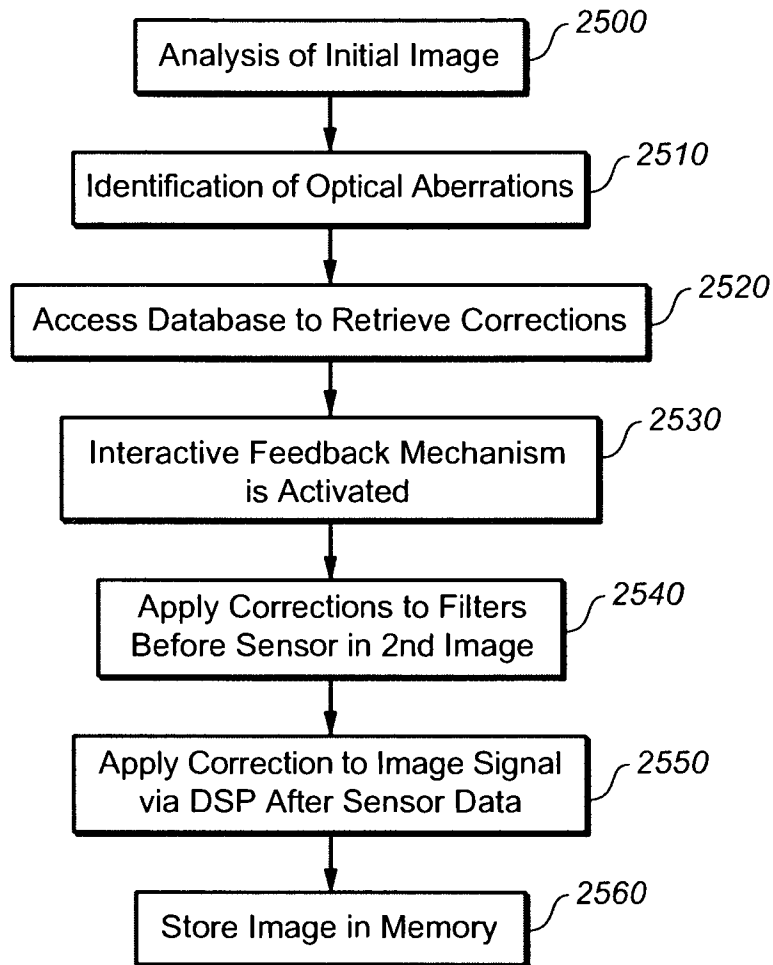 Analysis of Initial Image
2500
Identification of Optical Aberrations
2510
Access Database to Retrieve Corrections
2520
Interactive Feedback Mechanism
is Activated
2530
Apply Corrections to Filters
Before Sensor in 2nd Image
2540
Apply Correction to Image Signal
via DSP After Sensor Data
2550
Store Image in Memory
2560